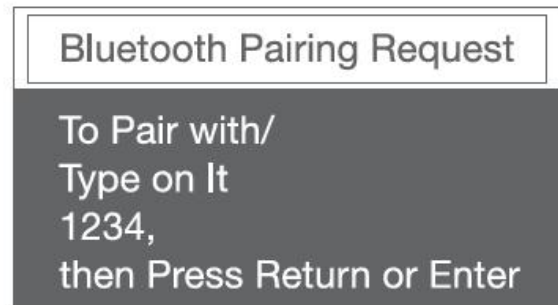 Bluetooth Pairing Request
To Pair with/
Type on It
1234,
then Press Return or Enter